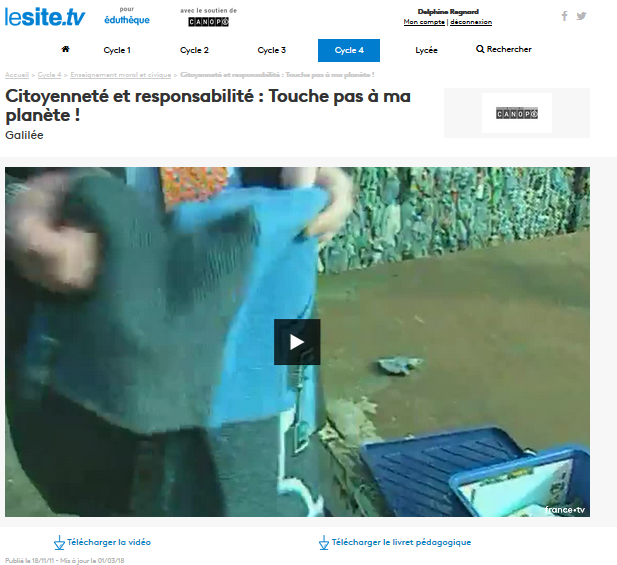 lesite.tv
pour
éduthèque
avec le soutien de
CANOPÉ
Delphine Regnard
Mon compte | déconnexion
Cycle 1
Cycle 2
Cycle 3
Cycle 4
Lycée
Rechercher
Accueil > Cycle 4 > Enseignement moral et civique > Citoyenneté et responsabilité : Touche pas à ma planète !
Citoyenneté et responsabilité : Touche pas à ma
planète !
Galilée
CANOPÉ
france•tv
Télécharger la vidéo
Télécharger le livret pédagogique
Publié le 18/11/11 - Mis à jour le 01/03/18